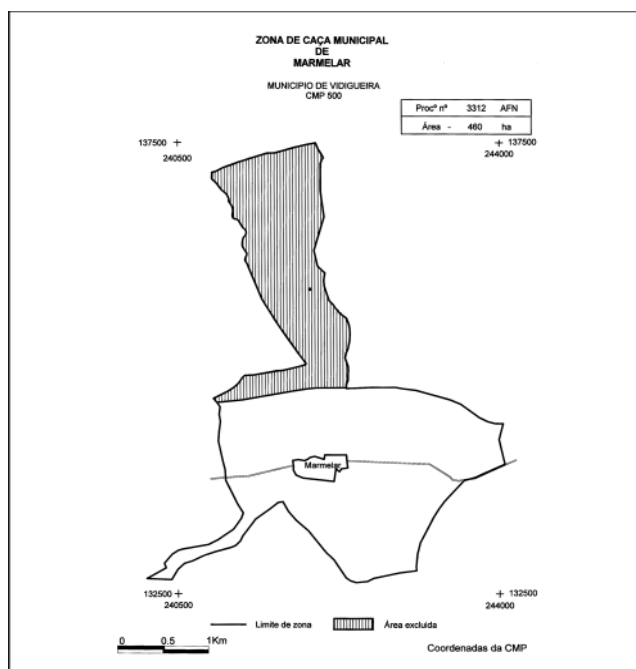 ZONA DE CAÇA MUNICIPAL
DE
MARMELAR
MUNICIPIO DE VIDIGUEIRA
CMP 500
Procº nº 3312 AFN
Área - 460 ha
137500
240500
137500
244000
Marmelar
132500
240500
132500
244000
Limite de zona
Área excluida
0 0.5 1Km
Coordenadas da CMP